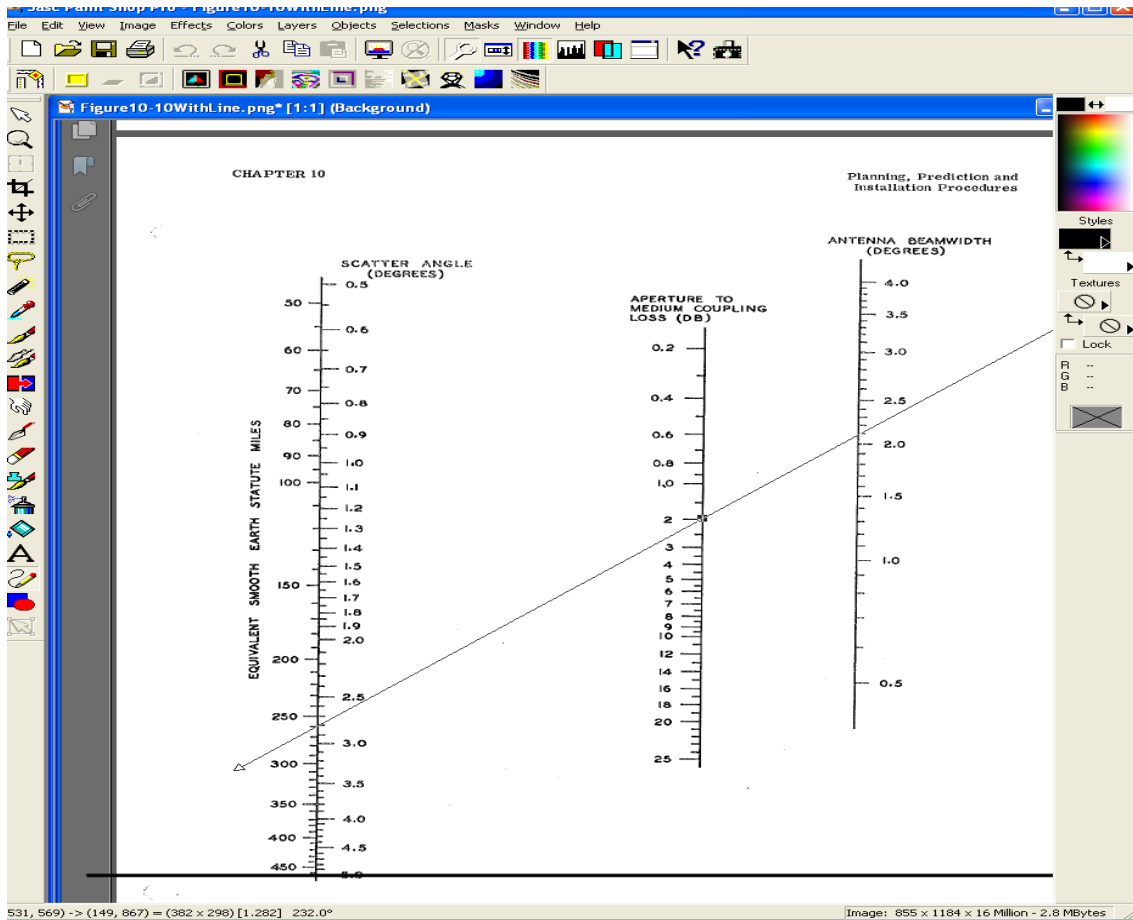 Jasc Paint Shop Pro - Figure10-10WithLine.png
File Edit View Image Effects Colors Layers Objects Selections Masks Window Help
Figure10-10WithLine.png* [1:1] (Background)
CHAPTER 10
Planning, Prediction and
Installation Procedures
Styles
Textures
Lock
R --
G --
B --
SCATTER ANGLE
(DEGREES)
0.5
0.6
0.7
0.8
0.9
1.0
1.1
1.2
1.3
1.4
1.5
1.6
1.7
1.8
1.9
2.0
2.5
3.0
3.5
4.0
4.5
5.0
EQUIVALENT SMOOTH EARTH STATUTE MILES
50
60
70
80
90
100
150
200
250
300
350
400
450
APERTURE TO
MEDIUM COUPLING
LOSS (DB)
0.2
0.4
0.6
0.8
1.0
2
3
4
5
6
7
8
9
10
12
14
16
18
20
25
ANTENNA BEAMWIDTH
(DEGREES)
4.0
3.5
3.0
2.5
2.0
1.5
1.0
0.5
531, 569) -> (149, 867) = (382 x 298) [1.282] 232.0°
Image: 855 x 1184 x 16 Million - 2.8 MBytes